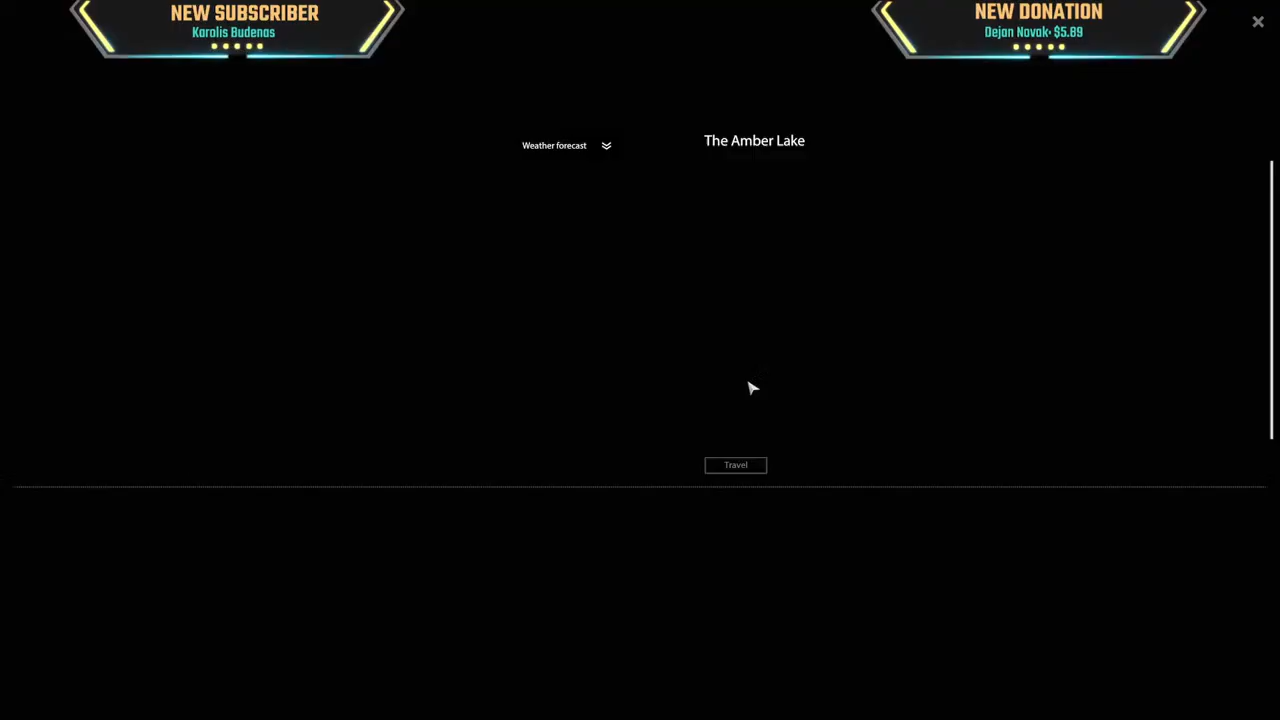 NEW SUBSCRIBER
Karolis Budenas
NEW DONATION
Dejan Novak• $5.89
Weather forecast
The Amber Lake
Travel